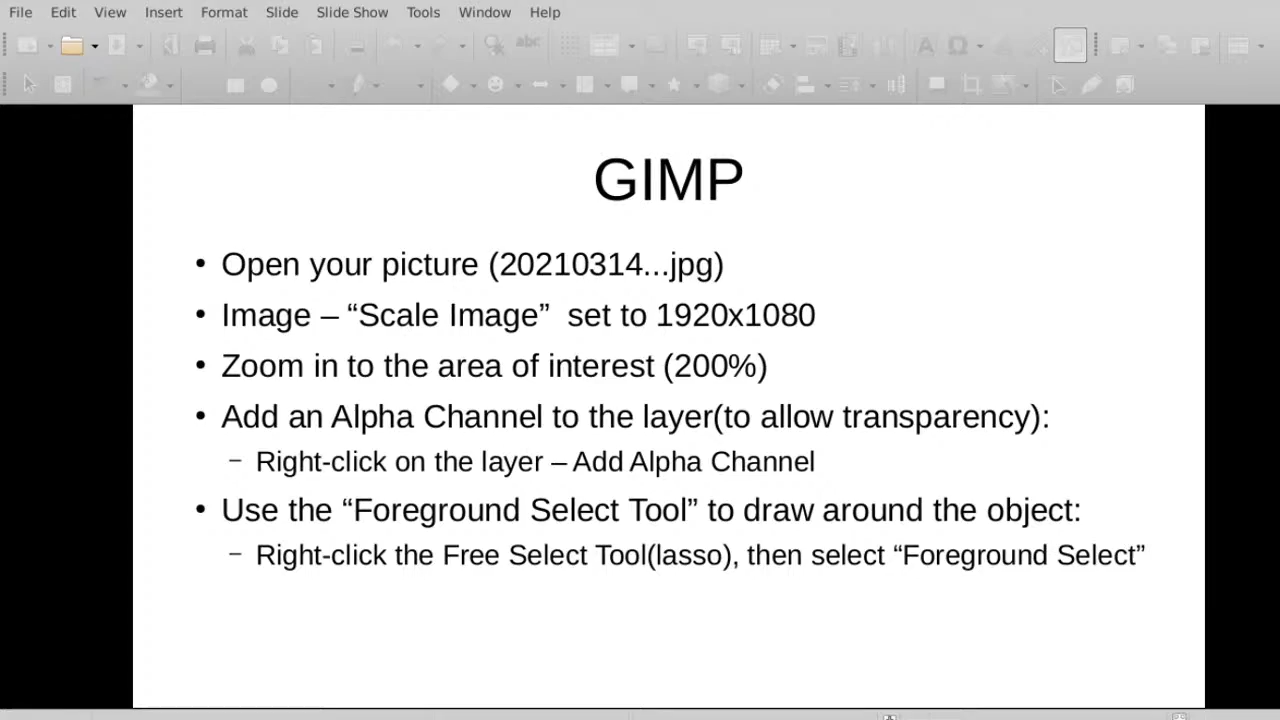 File Edit View Insert Format Slide Slide Show Tools Window Help
abc
GIMP
• Open your picture (20210314...jpg)
• Image – “Scale Image”  set to 1920x1080
• Zoom in to the area of interest (200%)
• Add an Alpha Channel to the layer(to allow transparency):
– Right-click on the layer – Add Alpha Channel
• Use the “Foreground Select Tool” to draw around the object:
– Right-click the Free Select Tool(lasso), then select “Foreground Select”